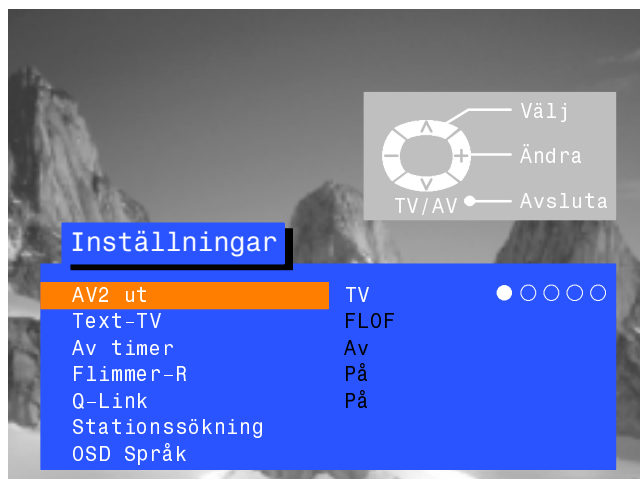 Välj
Ändra
TV/AV Avsluta
Inställningar
AV2 ut TV
Text-TV FLOF
Av timer Av
Flimmer-R På
Q-Link På
Stationssökning
OSD Språk